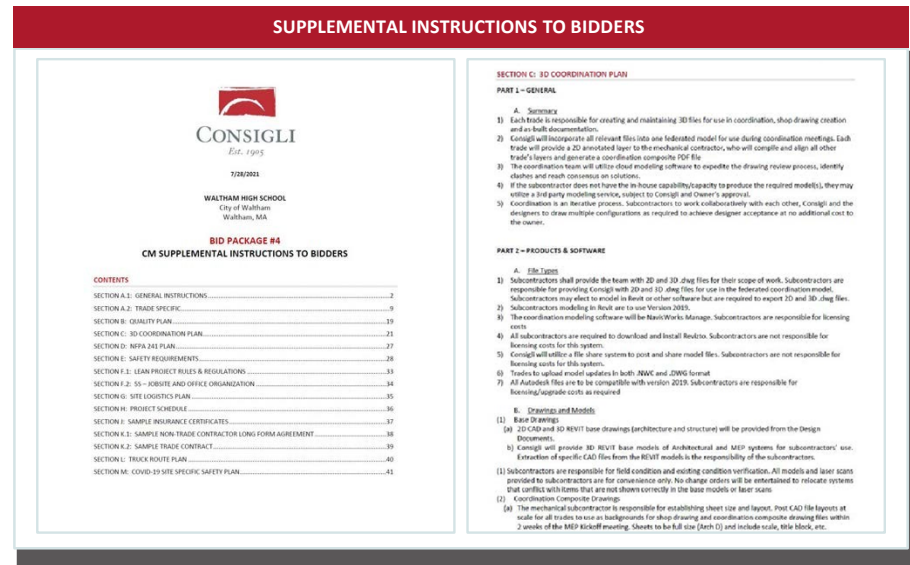 SUPPLEMENTAL INSTRUCTIONS TO BIDDERS
CONSIGLI
Est. 1905
7/28/2021
WALTHAM HIGH SCHOOL
City of Waltham
Waltham, MA
BID PACKAGE #4
CM SUPPLEMENTAL INSTRUCTIONS TO BIDDERS
CONTENTS
SECTION A.1: GENERAL INSTRUCTIONS...2
SECTION A.2: TRADE SPECIFIC...9
SECTION B: QUALITY PLAN...19
SECTION C: 3D COORDINATION PLAN...21
SECTION D: NFPA 241 PLAN...27
SECTION E: SAFETY REQUIREMENTS...28
SECTION F.1: LEAN PROJECT RULES & REGULATIONS...33
SECTION F.2: 5S – JOBSITE AND OFFICE ORGANIZATION...34
SECTION G: SITE LOGISTICS PLAN...35
SECTION H: PROJECT SCHEDULE...36
SECTION J: SAMPLE INSURANCE CERTIFICATES...37
SECTION K.1: SAMPLE NON-TRADE CONTRACTOR LONG FORM AGREEMENT...38
SECTION K.2: SAMPLE TRADE CONTRACT...39
SECTION L: TRUCK ROUTE PLAN...40
SECTION M: COVID-19 SITE SPECIFIC SAFETY PLAN...41
SECTION C: 3D COORDINATION PLAN
PART 1 – GENERAL
A. Summary
1) Each trade is responsible for creating and maintaining 3D files for use in coordination, shop drawing creation
and as-built documentation.
2) Consigli will incorporate all relevant files into one federated model for use during coordination meetings. Each
trade will provide a 2D annotated layer to the mechanical contractor, who will compile and align all other
trade's layers and generate a coordination composite PDF file
3) The coordination team will utilize cloud modeling software to expedite the drawing review process, identify
clashes and reach consensus on solutions.
4) If the subcontractor does not have the in-house capability/capacity to produce the required model(s), they may
utilize a 3rd party modeling service, subject to Consigli and Owner's approval.
5) Coordination is an iterative process. Subcontractors to work collaboratively with each other, Consigli and the
designers to draw multiple configurations as required to achieve designer acceptance at no additional cost to
the owner.
PART 2 – PRODUCTS & SOFTWARE
A. File Types
1) Subcontractors shall provide the team with 2D and 3D .dwg files for their scope of work. Subcontractors are
responsible for providing Consigli with 2D and 3D .dwg files for use in the federated coordination model.
Subcontractors may elect to model in Revit or other software but are required to export 2D and 3D .dwg files.
2) Subcontractors modeling in Revit are to use Version 2019.
3) The coordination modeling software will be NavisWorks Manage. Subcontractors are responsible for licensing
costs
4) All subcontractors are required to download and install Revizto. Subcontractors are not responsible for
licensing costs for this system.
5) Consigli will utilize a file share system to post and share model files. Subcontractors are not responsible for
licensing costs for this system.
6) Trades to upload model updates in both .NWC and .DWG format
7) All Autodesk files are to be compatible with version 2019. Subcontractors are responsible for
licensing/upgrade costs as required
B. Drawings and Models
(1) Base Drawings
(a) 2D CAD and 3D REVIT base drawings (architecture and structure) will be provided from the Design
Documents.
b) Consigli will provide 3D REVIT base models of Architectural and MEP systems for subcontractors' use.
Extraction of specific CAD files from the REVIT models is the responsibility of the subcontractors.
(1) Subcontractors are responsible for field condition and existing condition verification. All models and laser scans
provided to subcontractors are for convenience only. No change orders will be entertained to relocate systems
that conflict with items that are not shown correctly in the base models or laser scans
(2) Coordination Composite Drawings
(a) The mechanical subcontractor is responsible for establishing sheet size and layout. Post CAD file layouts at
scale for all trades to use as backgrounds for shop drawing and coordination composite drawing files within
2 weeks of the MEP Kickoff meeting. Sheets to be full size (Arch D) and include scale, title block, etc.